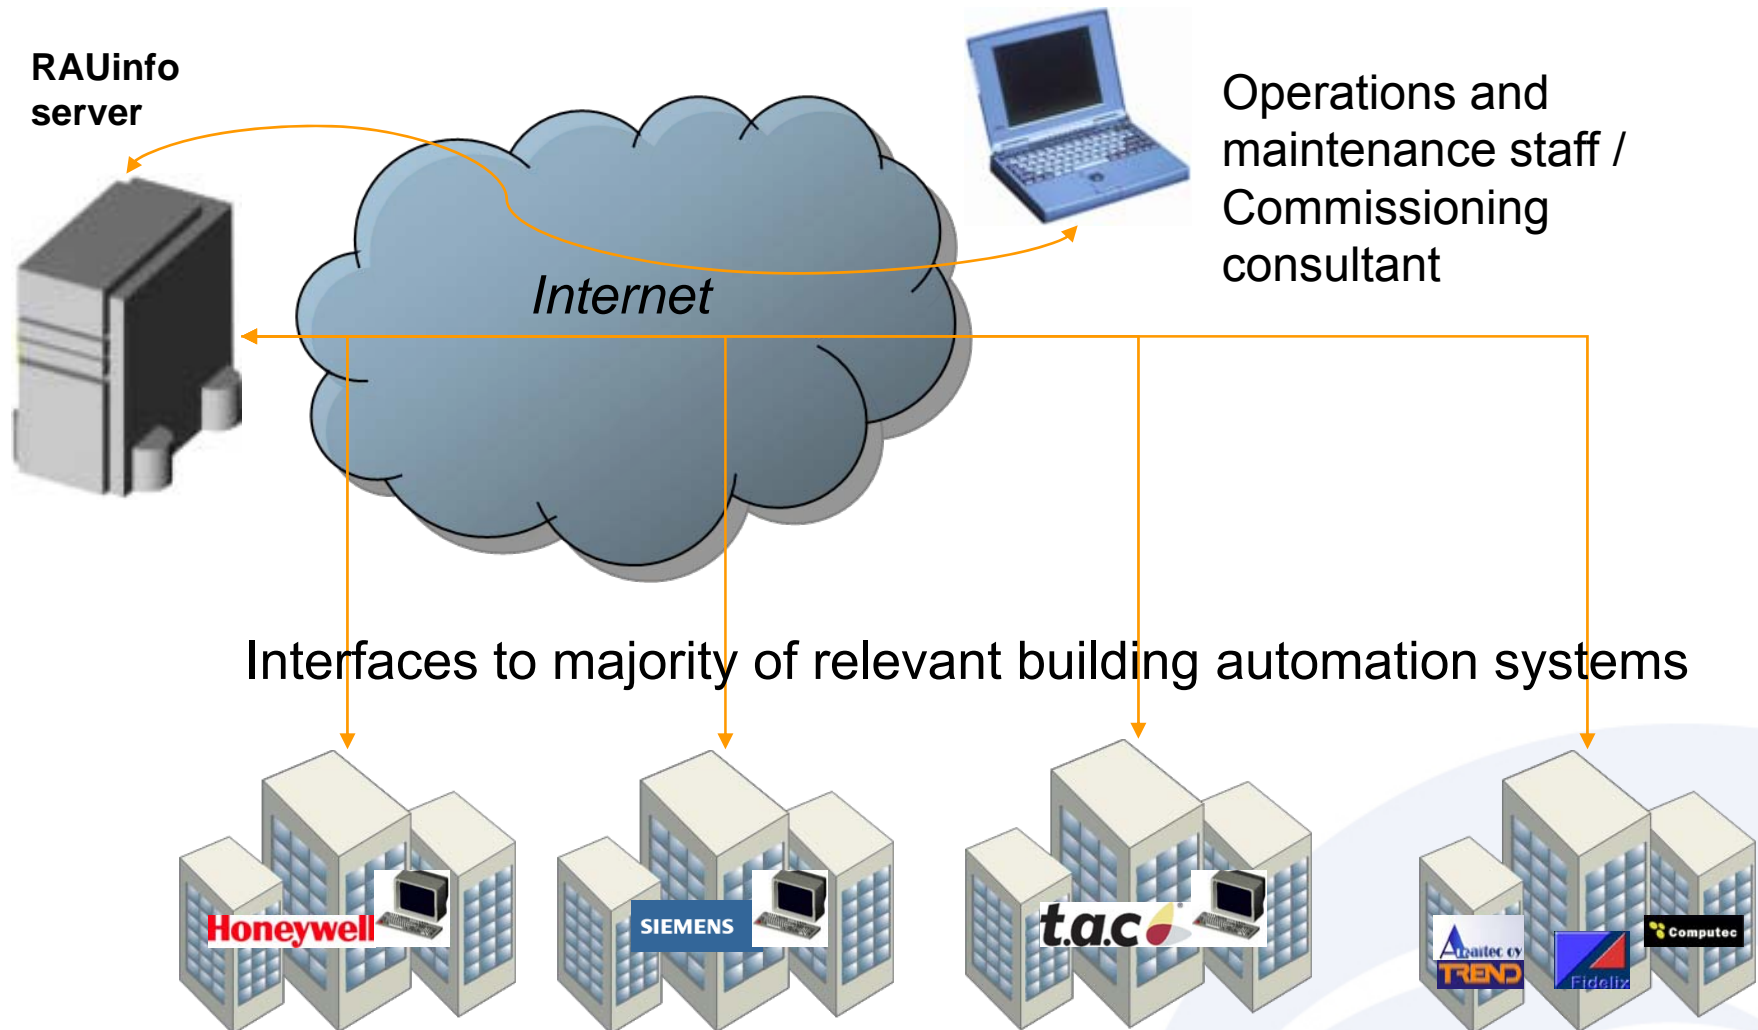 RAUinfo
server
Operations and
maintenance staff /
Commissioning
consultant
Internet
Interfaces to majority of relevant building automation systems
Honeywell
SIEMENS
t.a.c
oy
TREND
Fidelix
Computec